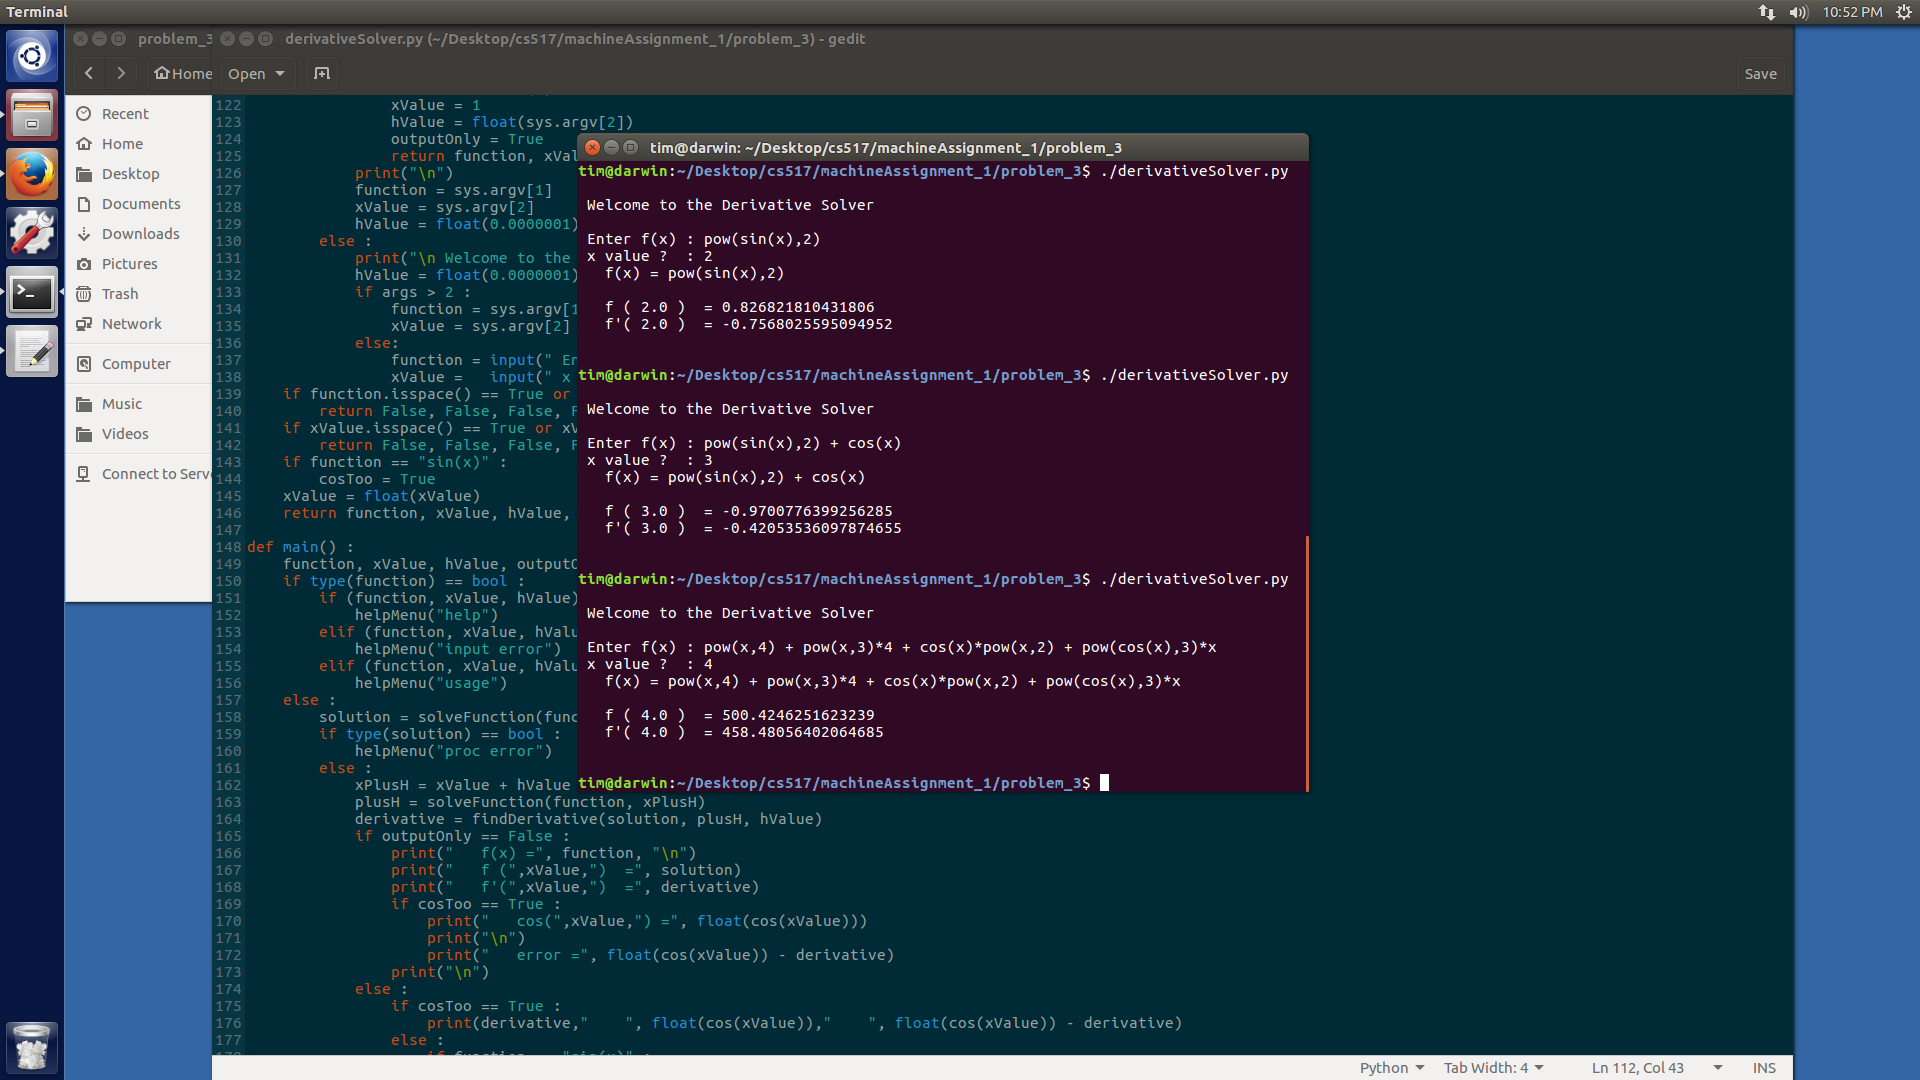 Terminal
10:52 PM
problem_3
derivativeSolver.py (~/Desktop/cs517/machineAssignment_1/problem_3) - gedit
Home
Open
Save
Recent
Home
Desktop
Documents
Downloads
Pictures
Trash
Network
Computer
Music
Videos
Connect to Serv
122 xValue = 1
123 hValue = float(sys.argv[2])
124 outputOnly = True
125 return function, xVal
126 print("\n")
127 function = sys.argv[1]
128 xValue = sys.argv[2]
129 hValue = float(0.0000001)
130 else :
131 print("\n Welcome to the
132 hValue = float(0.0000001)
133 if args > 2 :
134 function = sys.argv[1
135 xValue = sys.argv[2]
136 else:
137 function = input(" En
138 xValue = input(" x
139 if function.isspace() == True or
140 return False, False, False, F
141 if xValue.isspace() == True or xV
142 return False, False, False, F
143 if function == "sin(x)" :
144 cosToo = True
145 xValue = float(xValue)
146 return function, xValue, hValue,
147
148 def main() :
149 function, xValue, hValue, outputO
150 if type(function) == bool :
151 if (function, xValue, hValue)
152 helpMenu("help")
153 elif (function, xValue, hValu
154 helpMenu("input error")
155 elif (function, xValue, hValu
156 helpMenu("usage")
157 else :
158 solution = solveFunction(func
159 if type(solution) == bool :
160 helpMenu("proc error")
161 else :
162 xPlusH = xValue + hValue
163 plusH = solveFunction(function, xPlusH)
164 derivative = findDerivative(solution, plusH, hValue)
165 if outputOnly == False :
166 print("   f(x) =", function, "\n")
167 print("   f (",xValue,")  =", solution)
168 print("   f'(",xValue,")  =", derivative)
169 if cosToo == True :
170 print("   cos(",xValue,") =", float(cos(xValue)))
171 print("\n")
172 print("   error =", float(cos(xValue)) - derivative)
173 print("\n")
174 else :
175 if cosToo == True :
176 print(derivative,"    ", float(cos(xValue)),"    ", float(cos(xValue)) - derivative)
177 else :
tim@darwin: ~/Desktop/cs517/machineAssignment_1/problem_3
tim@darwin:~/Desktop/cs517/machineAssignment_1/problem_3$ ./derivativeSolver.py
Welcome to the Derivative Solver
Enter f(x) : pow(sin(x),2)
x value ?  : 2
f(x) = pow(sin(x),2)
f ( 2.0 )  = 0.826821810431806
f'( 2.0 )  = -0.7568025595094952
tim@darwin:~/Desktop/cs517/machineAssignment_1/problem_3$ ./derivativeSolver.py
Welcome to the Derivative Solver
Enter f(x) : pow(sin(x),2) + cos(x)
x value ?  : 3
f(x) = pow(sin(x),2) + cos(x)
f ( 3.0 )  = -0.9700776399256285
f'( 3.0 )  = -0.42053536097874655
tim@darwin:~/Desktop/cs517/machineAssignment_1/problem_3$ ./derivativeSolver.py
Welcome to the Derivative Solver
Enter f(x) : pow(x,4) + pow(x,3)*4 + cos(x)*pow(x,2) + pow(cos(x),3)*x
x value ?  : 4
f(x) = pow(x,4) + pow(x,3)*4 + cos(x)*pow(x,2) + pow(cos(x),3)*x
f ( 4.0 )  = 500.4246251623239
f'( 4.0 )  = 458.48056402064685
tim@darwin:~/Desktop/cs517/machineAssignment_1/problem_3$
Python
Tab Width: 4
Ln 112, Col 43
INS